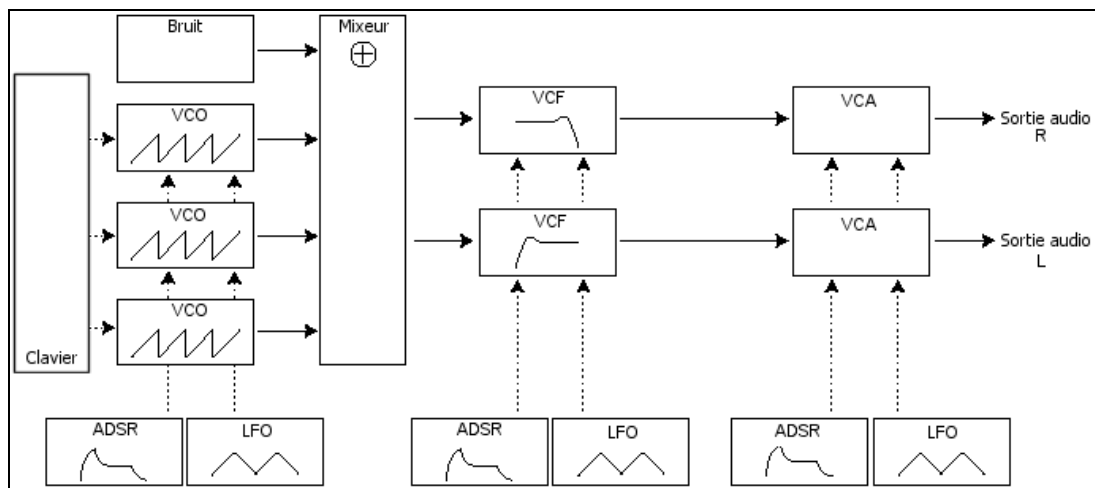 Bruit
Mixeur
VCO
VCF
VCA
Sortie audio
R
VCO
VCF
VCA
Sortie audio
L
VCO
Clavier
ADSR
LFO
ADSR
LFO
ADSR
LFO